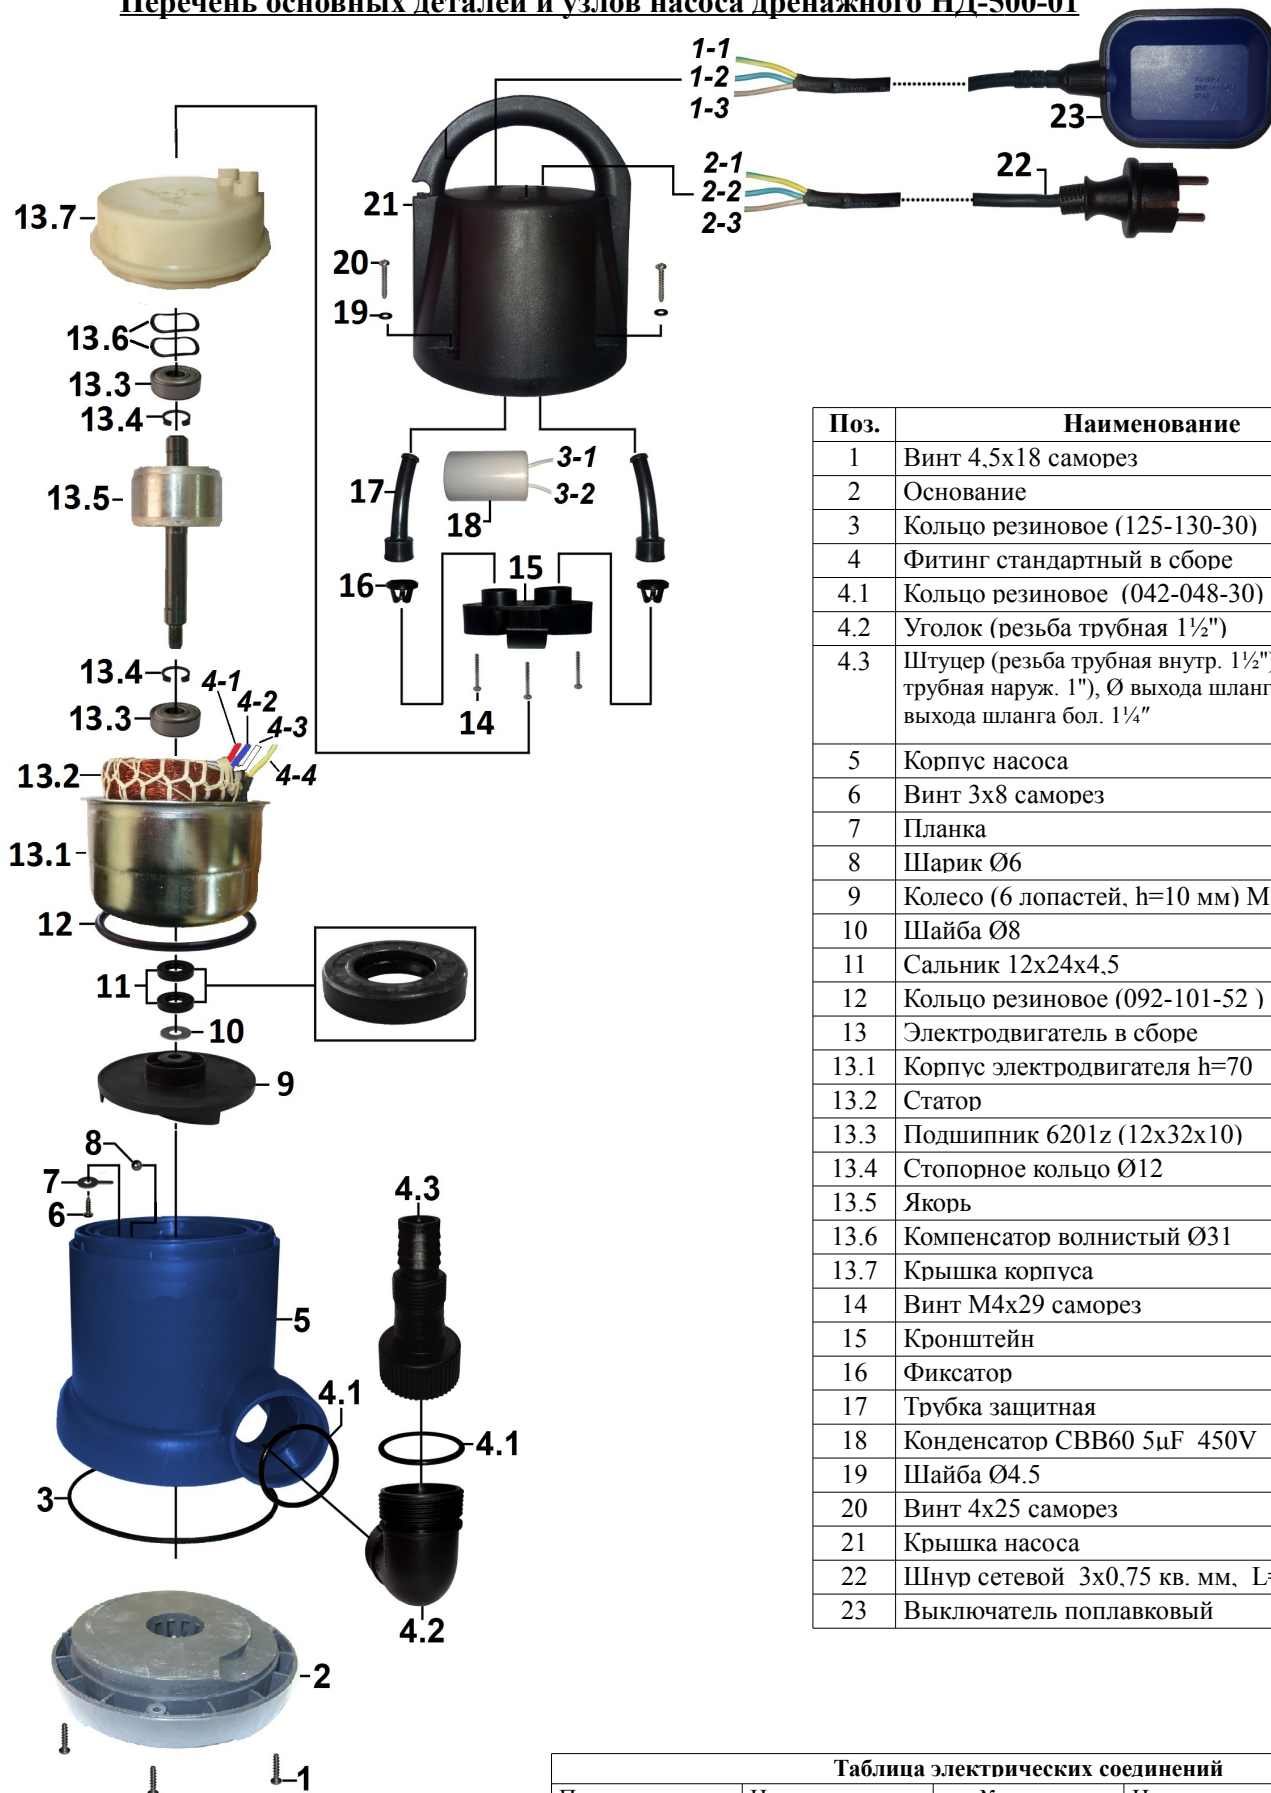 Перечень основных деталей и узлов насоса дренажного НД-500-01
1-1
1-2
1-3
23
2-1
2-2
2-3
22
13.7
21
20
19
13.6
13.3
13.4
13.5
17
3-1
3-2
18
16
15
14
13.4
4-1
4-2
4-3
4-4
13.3
13.2
13.1
12
11
10
9
8
7
6
4.3
5
4.1
4.1
3
4.2
2
1
Поз. Наименование
1 Винт 4,5х18 саморез
2 Основание
3 Кольцо резиновое (125-130-30)
4 Фитинг стандартный в сборе
4.1 Кольцо резиновое (042-048-30)
4.2 Уголок (резьба трубная 1½")
4.3 Штуцер (резьба трубная внутр. 1½")
трубная наруж. 1"), Ø выхода шланг
выхода шланга бол. 1¼″
5 Корпус насоса
6 Винт 3х8 саморез
7 Планка
8 Шарик Ø6
9 Колесо (6 лопастей, h=10 мм) М
10 Шайба Ø8
11 Сальник 12х24х4,5
12 Кольцо резиновое (092-101-52 )
13 Электродвигатель в сборе
13.1 Корпус электродвигателя h=70
13.2 Статор
13.3 Подшипник 6201z (12х32х10)
13.4 Стопорное кольцо Ø12
13.5 Якорь
13.6 Компенсатор волнистый Ø31
13.7 Крышка корпуса
14 Винт М4х29 саморез
15 Кронштейн
16 Фиксатор
17 Трубка защитная
18 Конденсатор CBB60 5µF 450V
19 Шайба Ø4.5
20 Винт 4х25 саморез
21 Крышка насоса
22 Шнур сетевой 3х0,75 кв. мм, L=
23 Выключатель поплавковый
Таблица электрических соединений